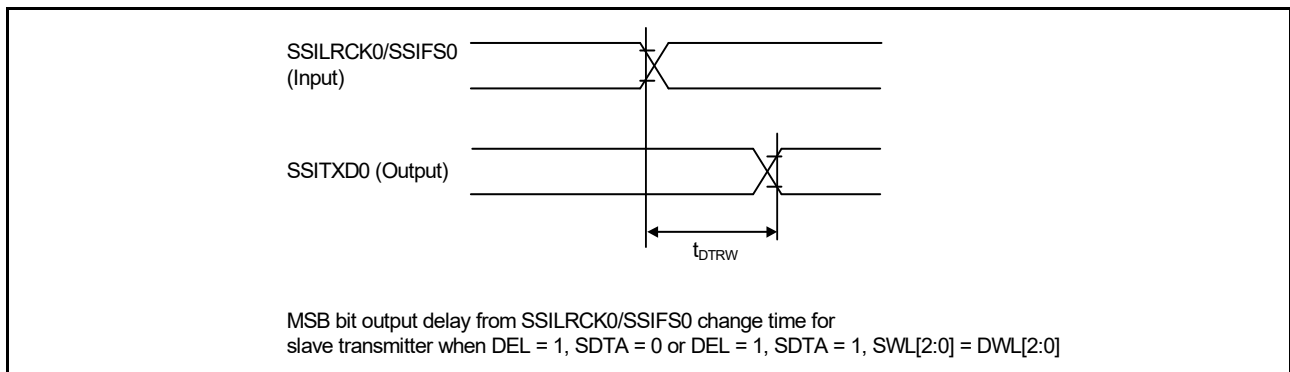 SSILRCK0/SSIFS0
(Input)
SSITXD0 (Output)
tDTRW
MSB bit output delay from SSILRCK0/SSIFS0 change time for
slave transmitter when DEL = 1, SDTA = 0 or DEL = 1, SDTA = 1, SWL[2:0] = DWL[2:0]